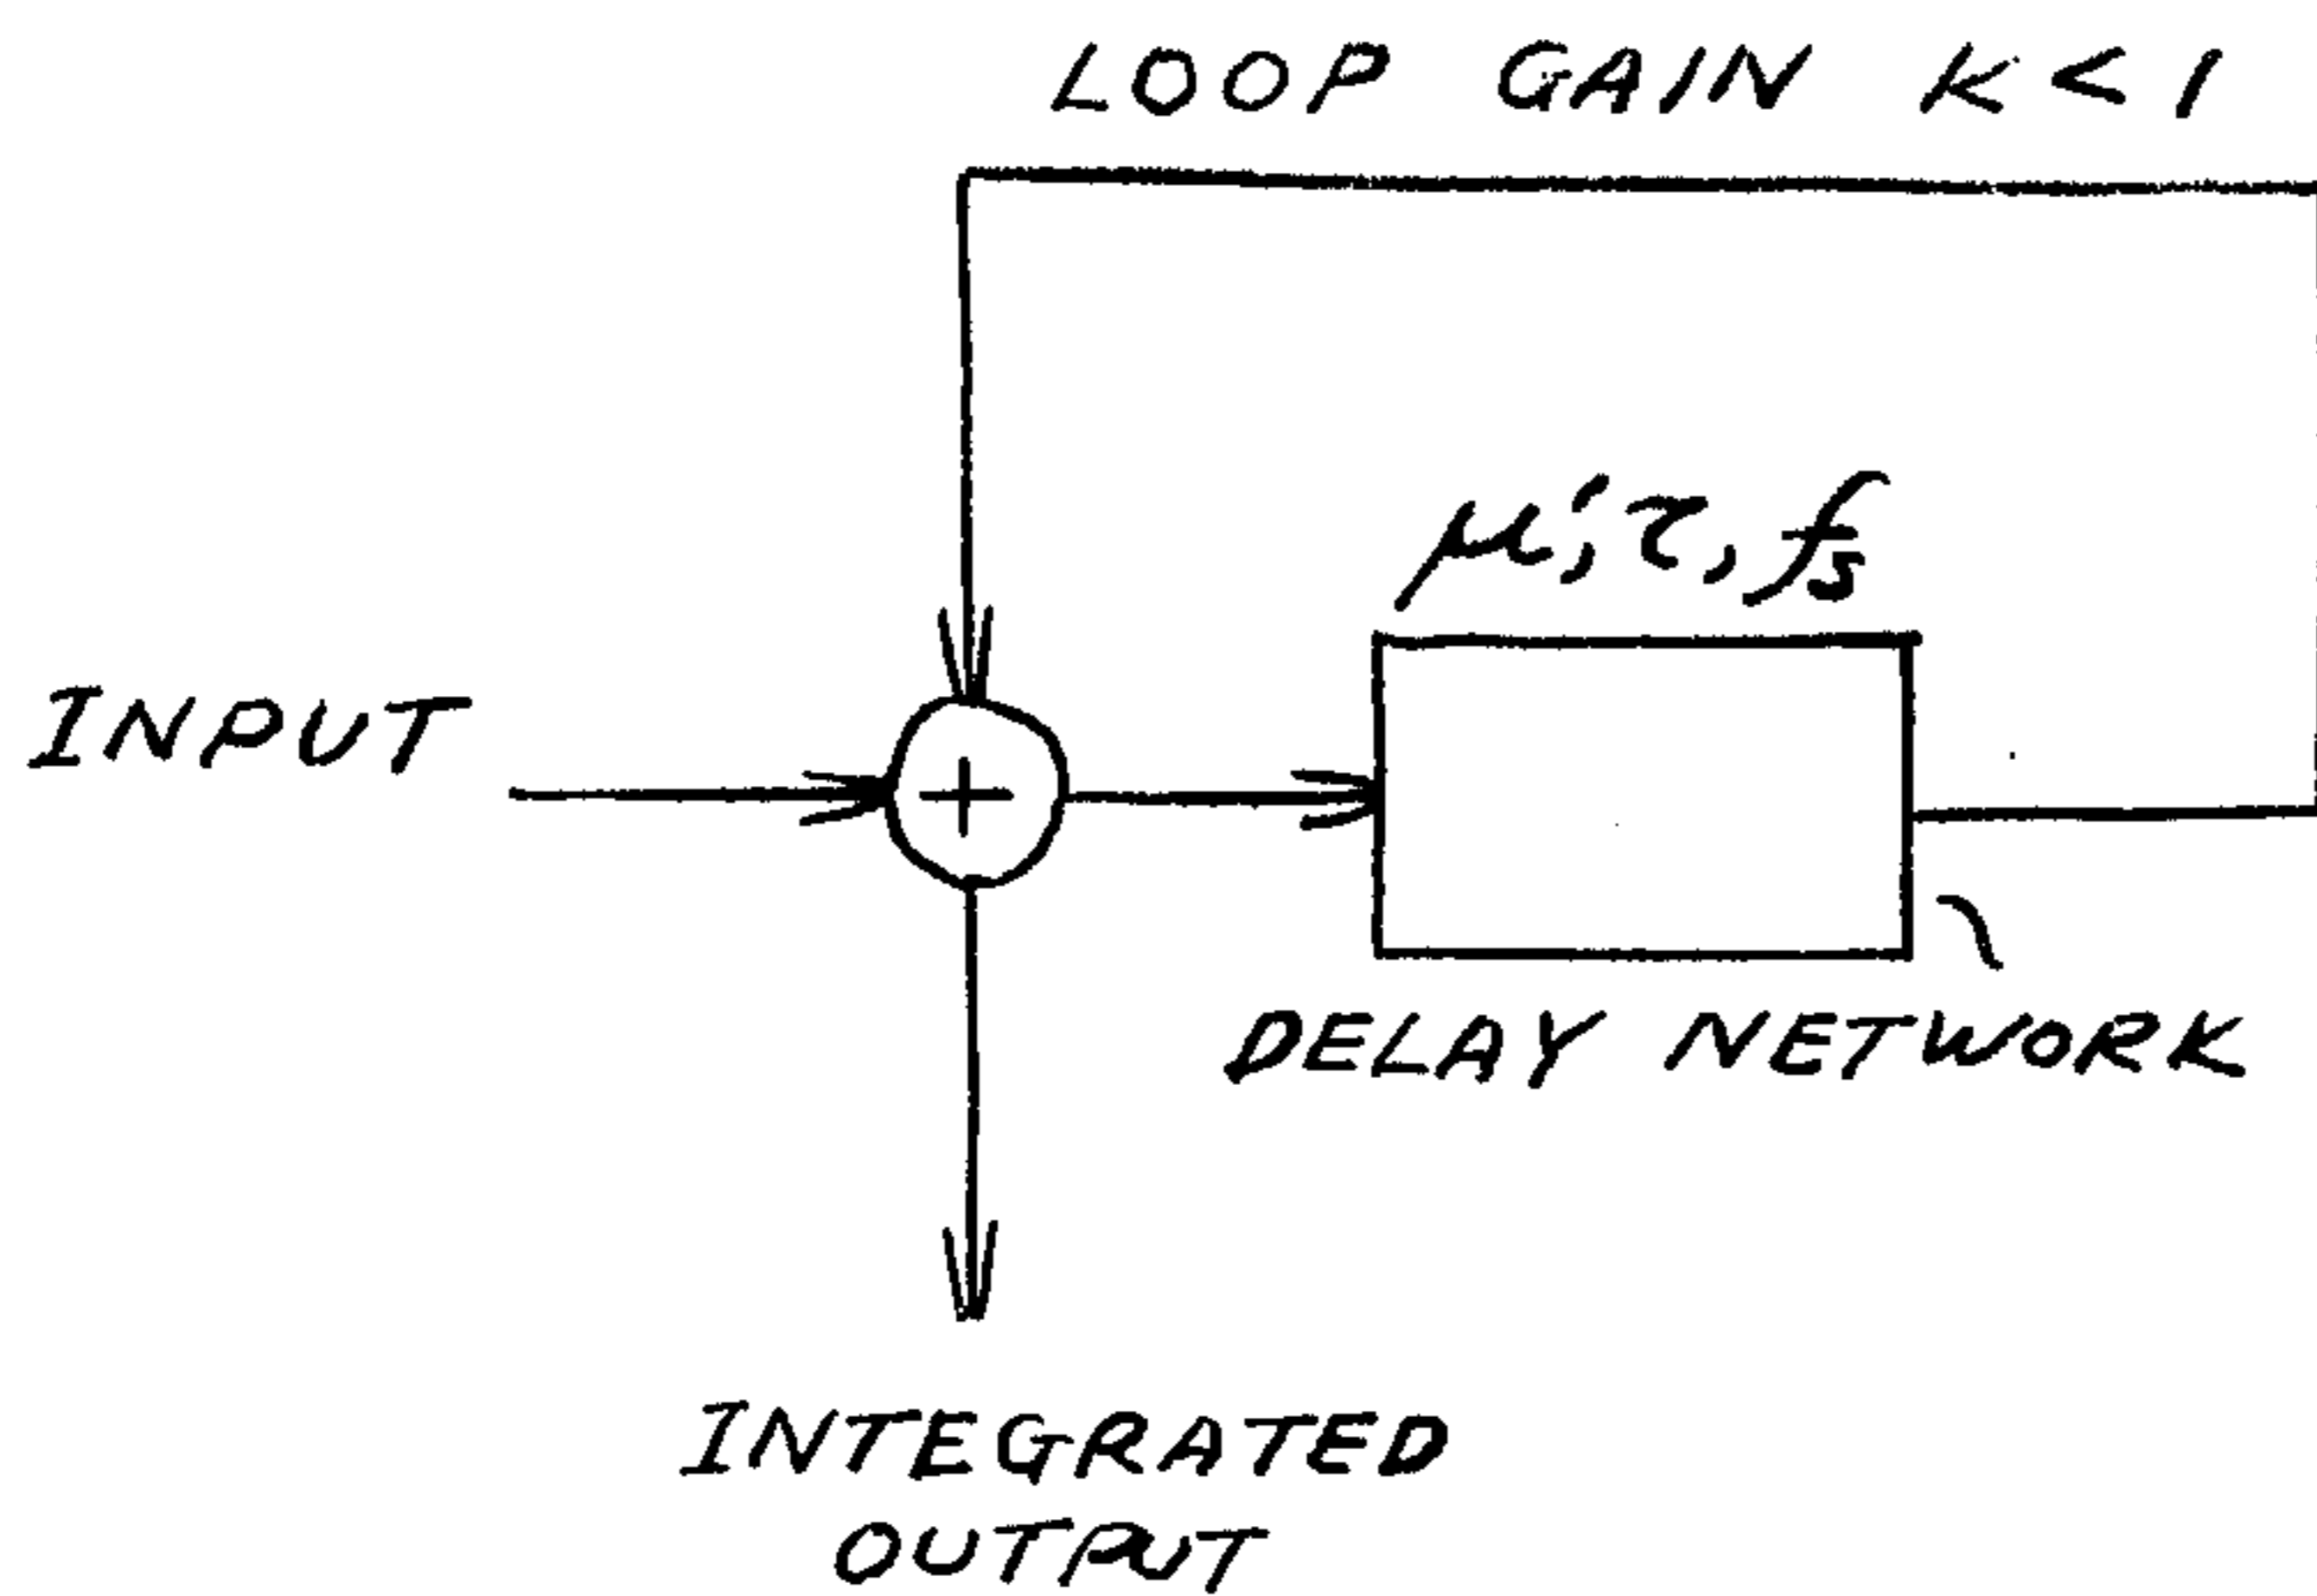 LOOP GAIN K < 1
μ', τ, fs
INPUT
+
DELAY NETWORK
INTEGRATED
OUTPUT